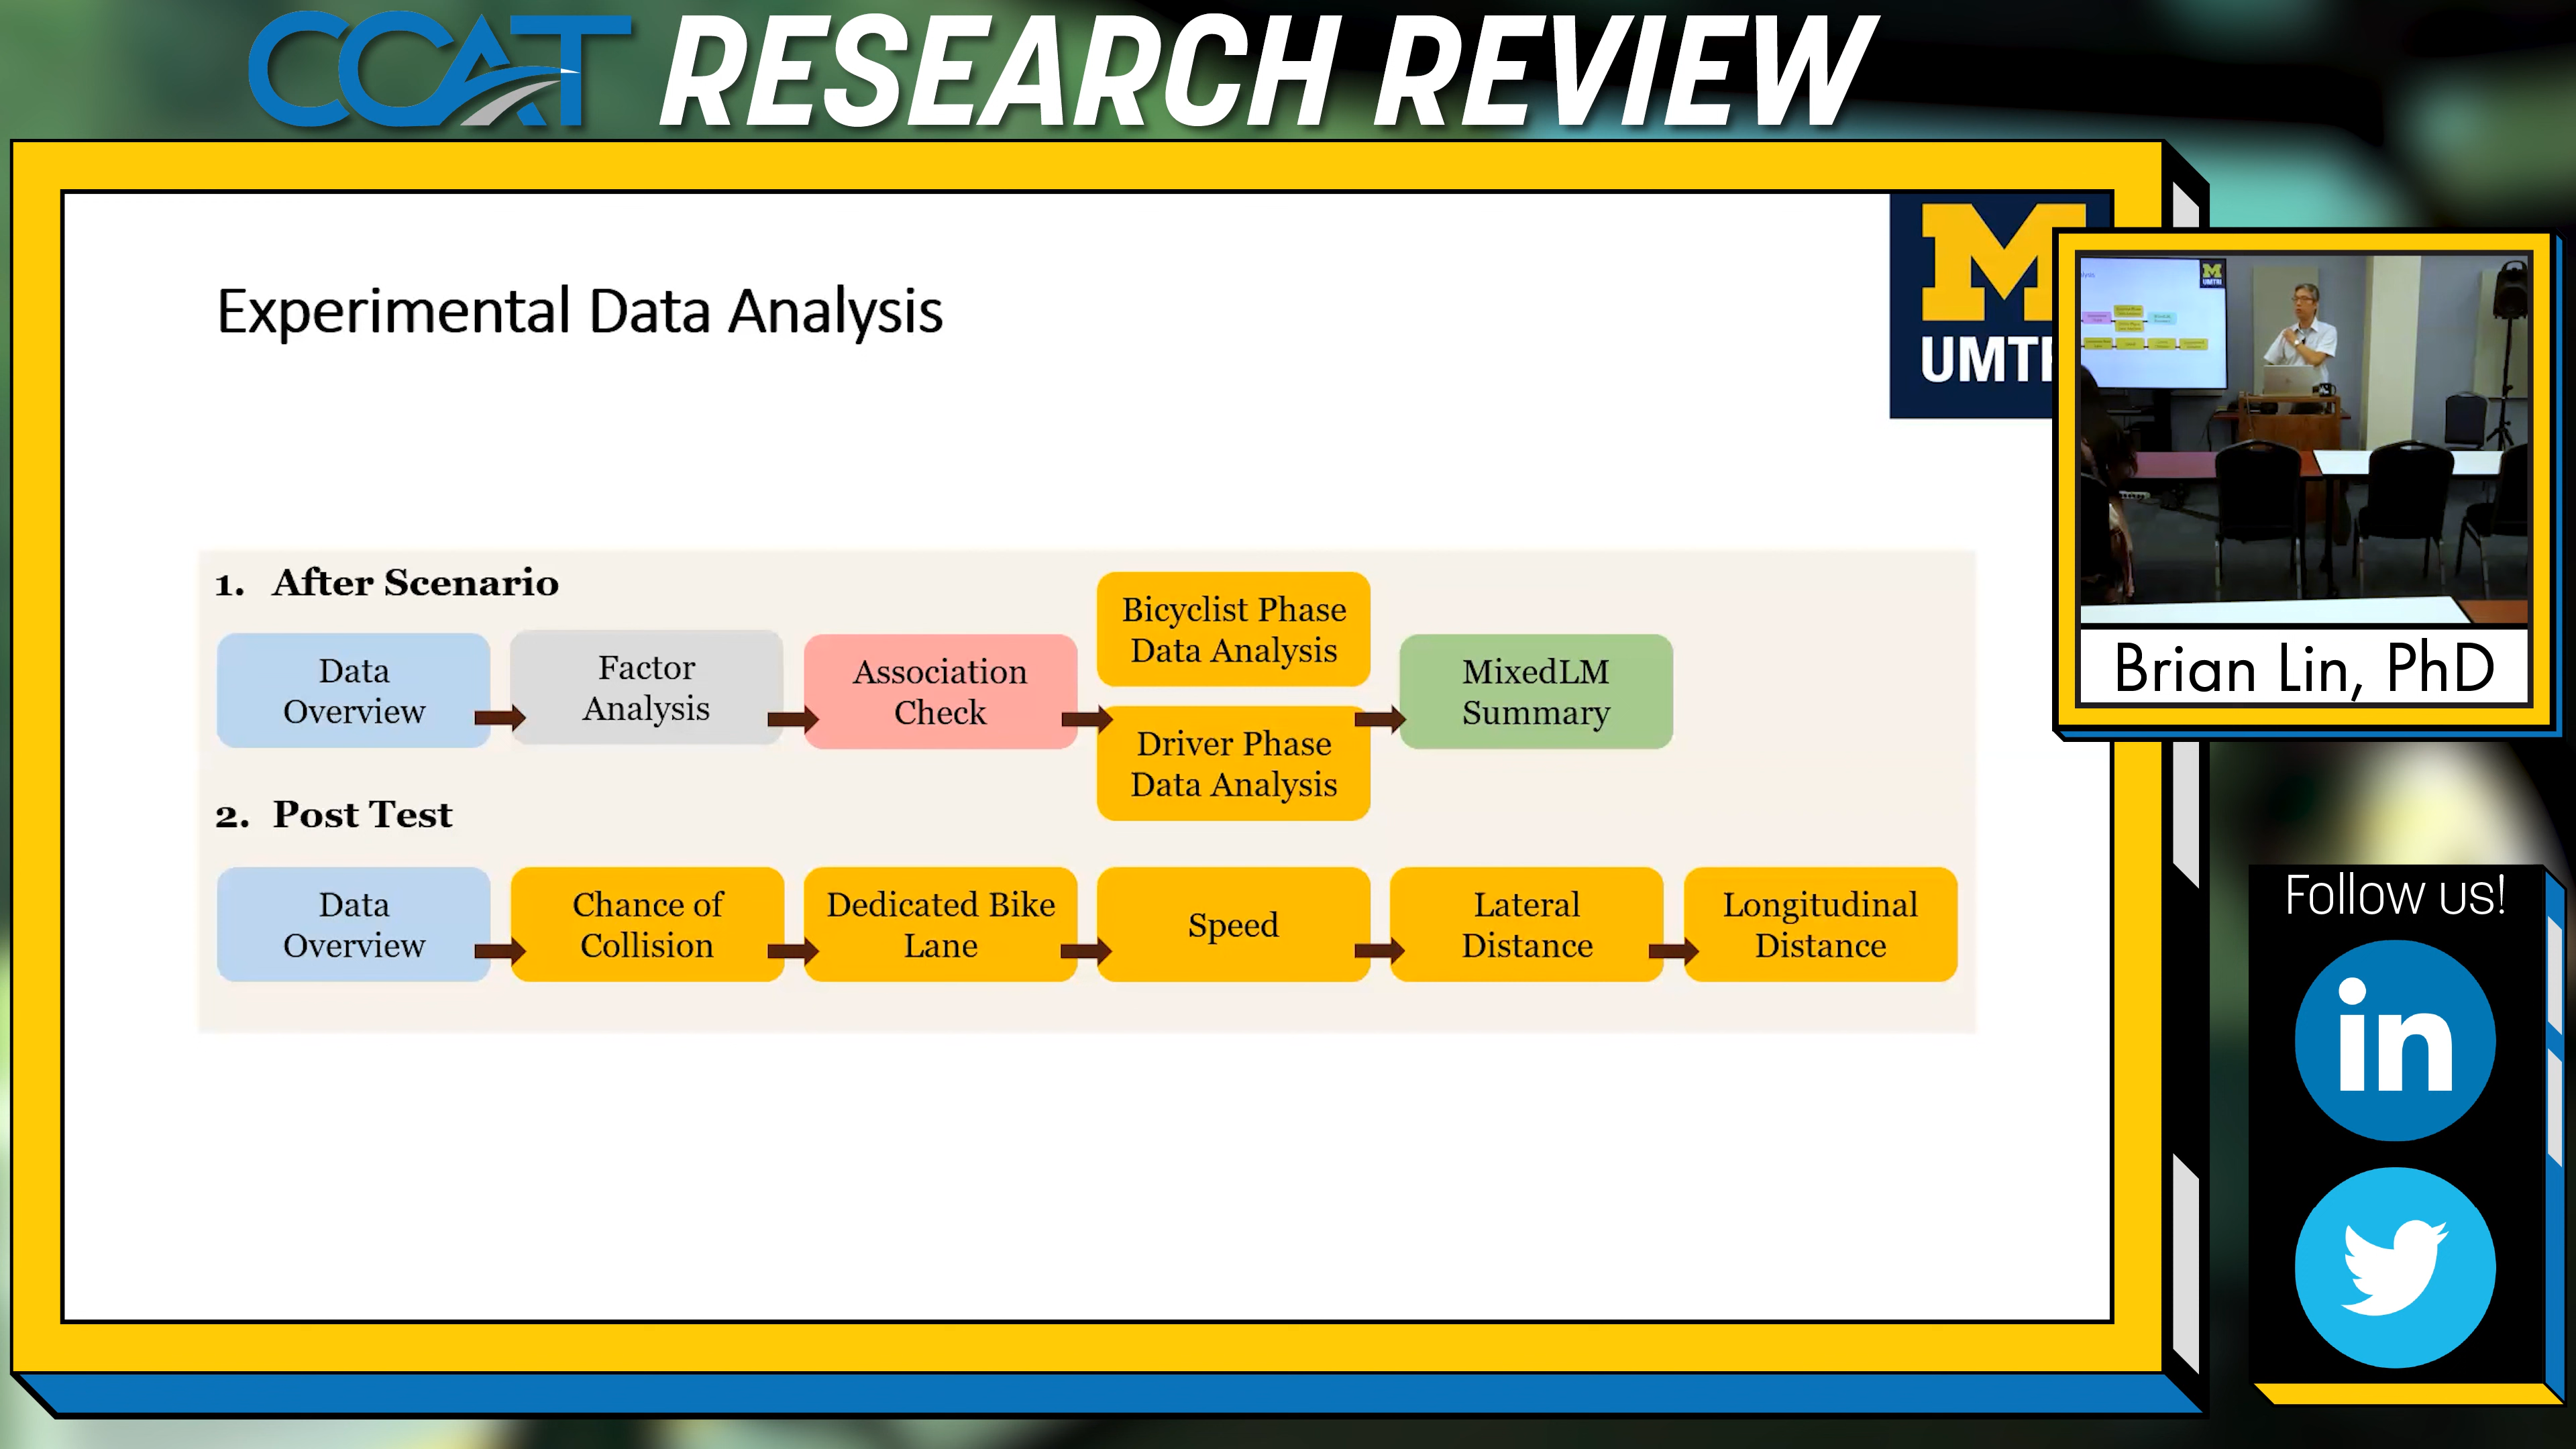 CCAT RESEARCH REVIEW
M
UMTRI
Experimental Data Analysis
1. After Scenario
Data
Overview
Factor
Analysis
Association
Check
Bicyclist Phase
Data Analysis
Driver Phase
Data Analysis
MixedLM
Summary
2. Post Test
Data
Overview
Chance of
Collision
Dedicated Bike
Lane
Speed
Lateral
Distance
Longitudinal
Distance
M
UMTRI
Brian Lin, PhD
Follow us!
in